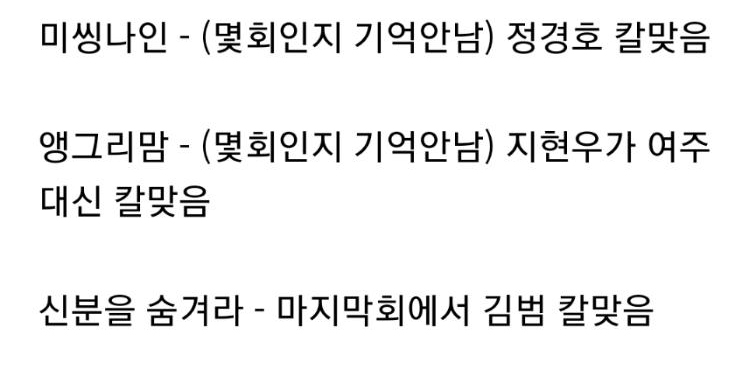 미씽나인 - (몇회인지 기억안남) 정경호 칼맞음
앵그리맘 - (몇회인지 기억안남) 지현우가 여주
대신 칼맞음
신분을 숨겨라 - 마지막회에서 김범 칼맞음